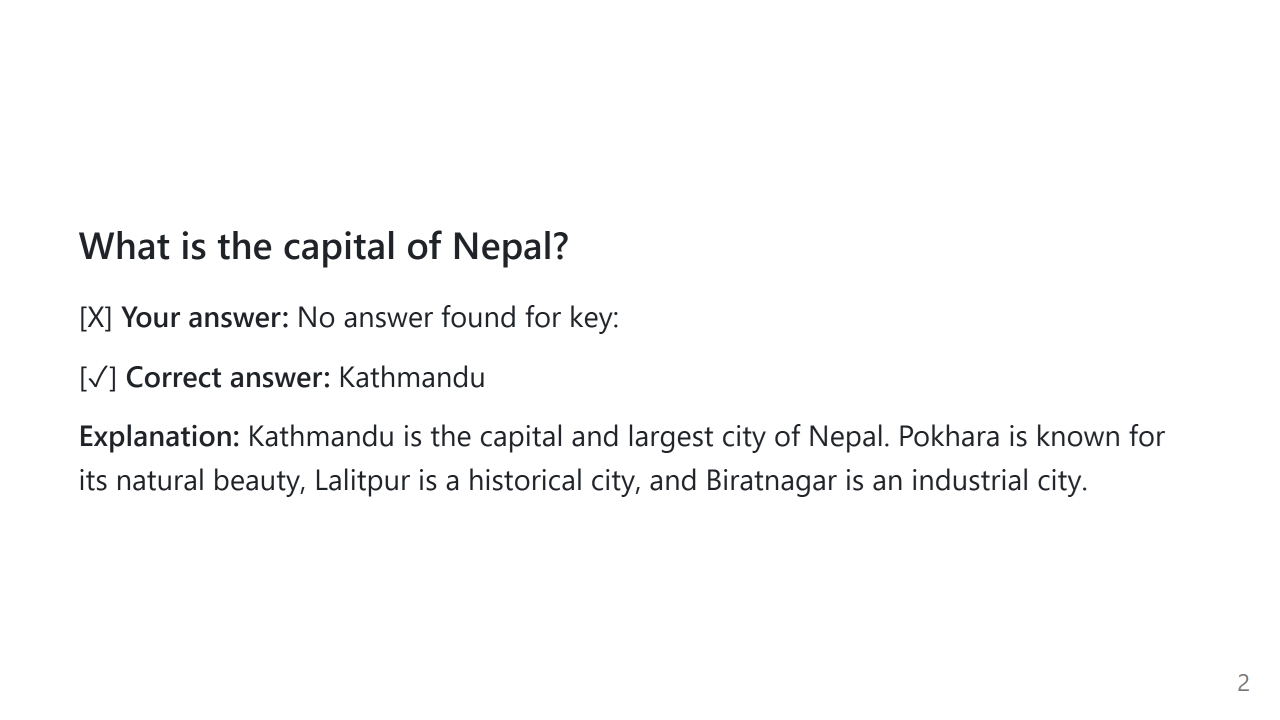 What is the capital of Nepal?
[X] Your answer: No answer found for key:
[✓] Correct answer: Kathmandu
Explanation: Kathmandu is the capital and largest city of Nepal. Pokhara is known for
its natural beauty, Lalitpur is a historical city, and Biratnagar is an industrial city.
2